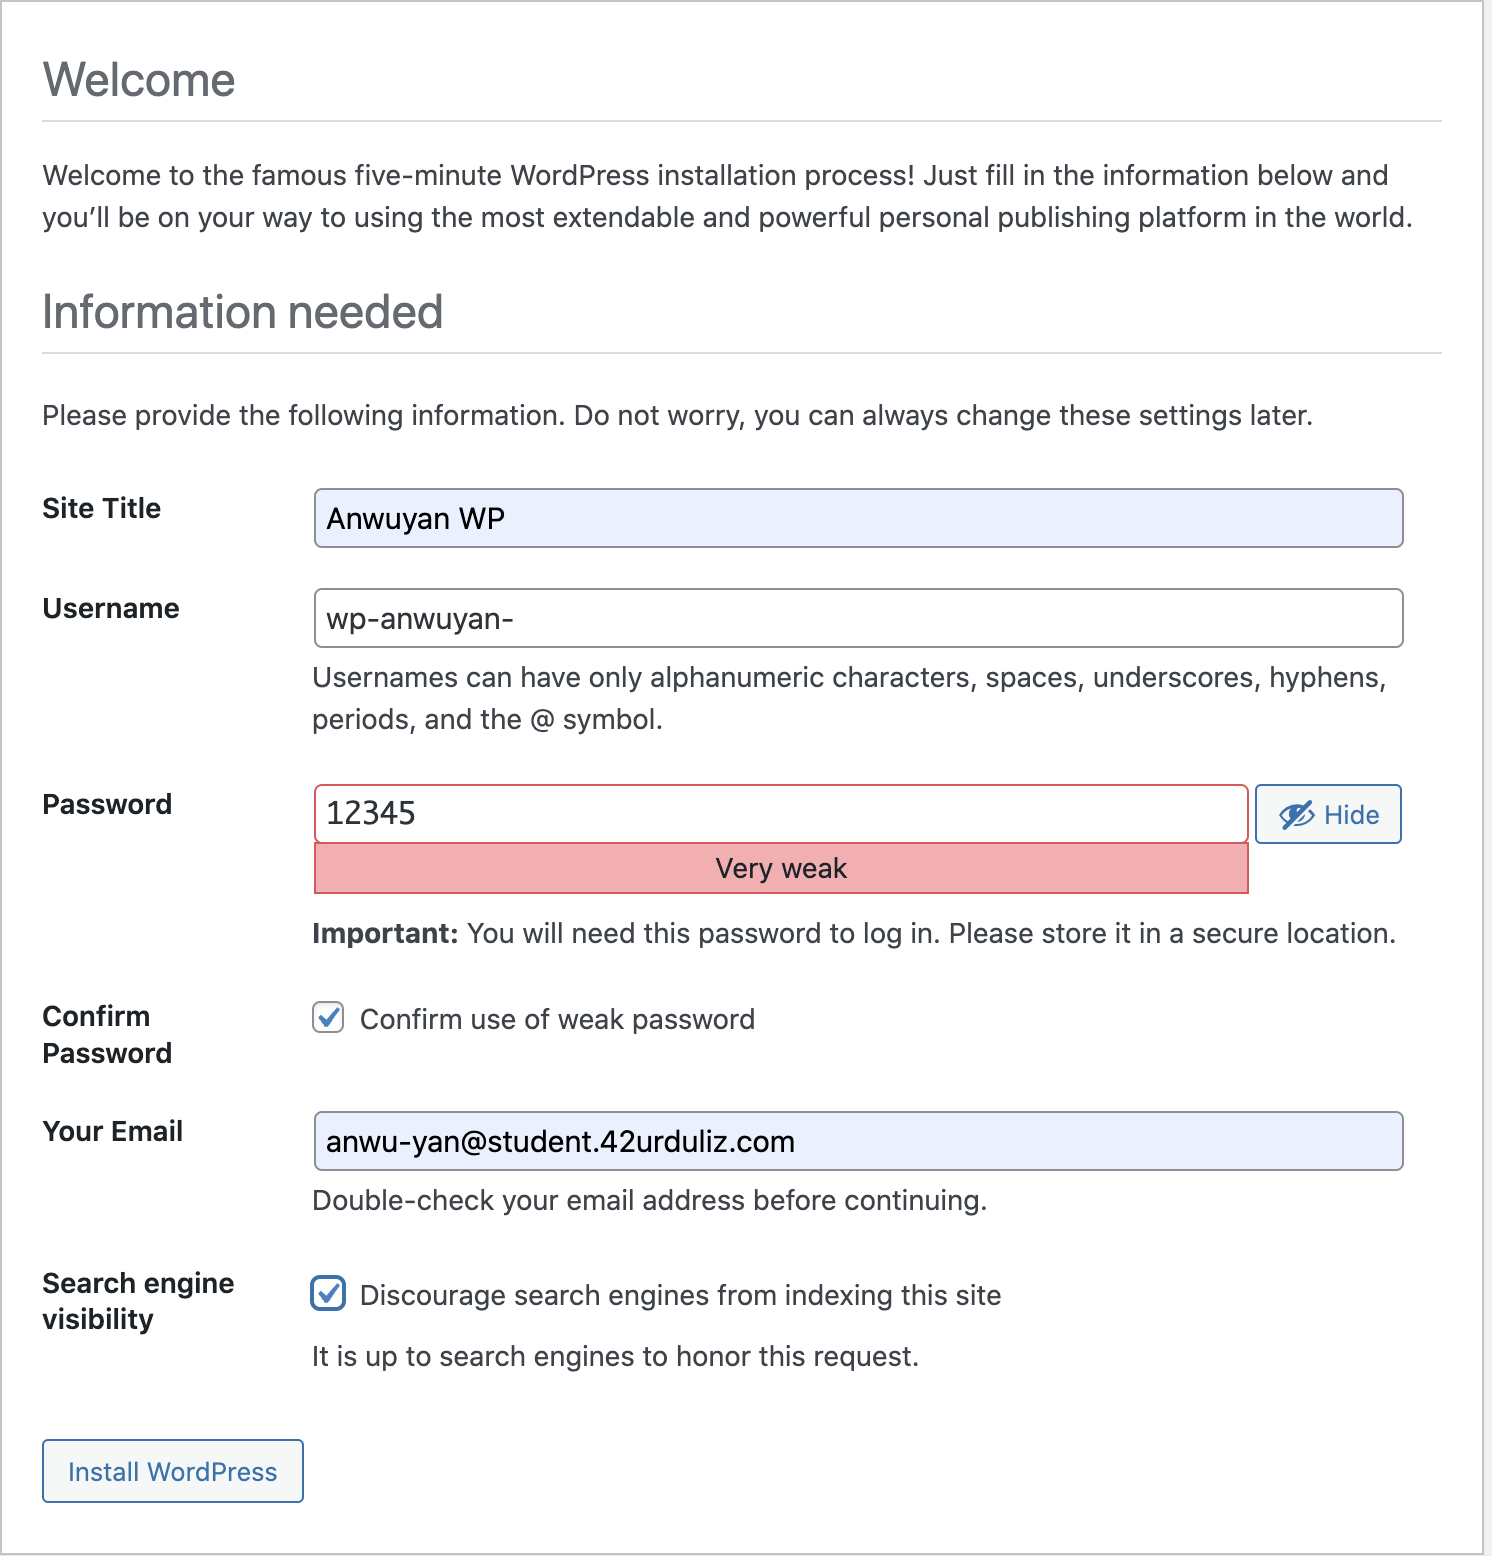 Welcome
Welcome to the famous five-minute WordPress installation process! Just fill in the information below and
you’ll be on your way to using the most extendable and powerful personal publishing platform in the world.
Information needed
Please provide the following information. Do not worry, you can always change these settings later.
Site Title
Anwuyan WP
Username
wp-anwuyan-
Usernames can have only alphanumeric characters, spaces, underscores, hyphens,
periods, and the @ symbol.
Password
12345
Hide
Very weak
Important: You will need this password to log in. Please store it in a secure location.
Confirm
Password
Confirm use of weak password
Your Email
anwu-yan@student.42urduliz.com
Double-check your email address before continuing.
Search engine
visibility
Discourage search engines from indexing this site
It is up to search engines to honor this request.
Install WordPress